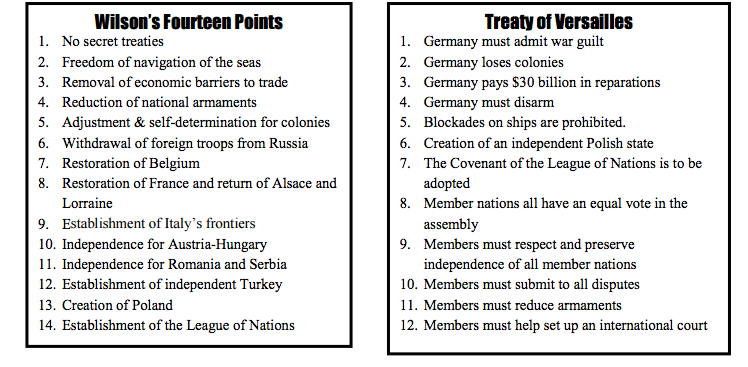 Wilson's Fourteen Points
1. No secret treaties
2. Freedom of navigation of the seas
3. Removal of economic barriers to trade
4. Reduction of national armaments
5. Adjustment & self-determination for colonies
6. Withdrawal of foreign troops from Russia
7. Restoration of Belgium
8. Restoration of France and return of Alsace and
Lorraine
9. Establishment of Italy's frontiers
10. Independence for Austria-Hungary
11. Independence for Romania and Serbia
12. Establishment of independent Turkey
13. Creation of Poland
14. Establishment of the League of Nations
Treaty of Versailles
1. Germany must admit war guilt
2. Germany loses colonies
3. Germany pays $30 billion in reparations
4. Germany must disarm
5. Blockades on ships are prohibited.
6. Creation of an independent Polish state
7. The Covenant of the League of Nations is to be
adopted
8. Member nations all have an equal vote in the
assembly
9. Members must respect and preserve
independence of all member nations
10. Members must submit to all disputes
11. Members must reduce armaments
12. Members must help set up an international court